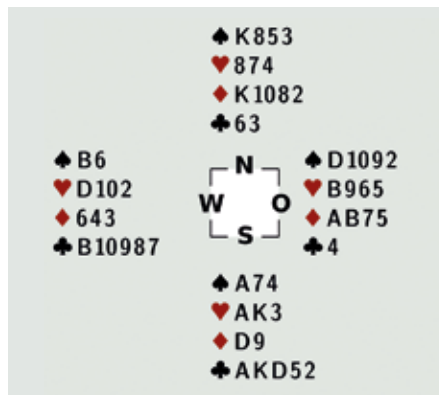 ♠K853
♥874
♦K1082
♣63
♠B6
♥D102
♦643
♣B10987
N
W O
S
♠D1092
♥B965
♦AB75
♣4
♠A74
♥AK3
♦D9
♣AKD52